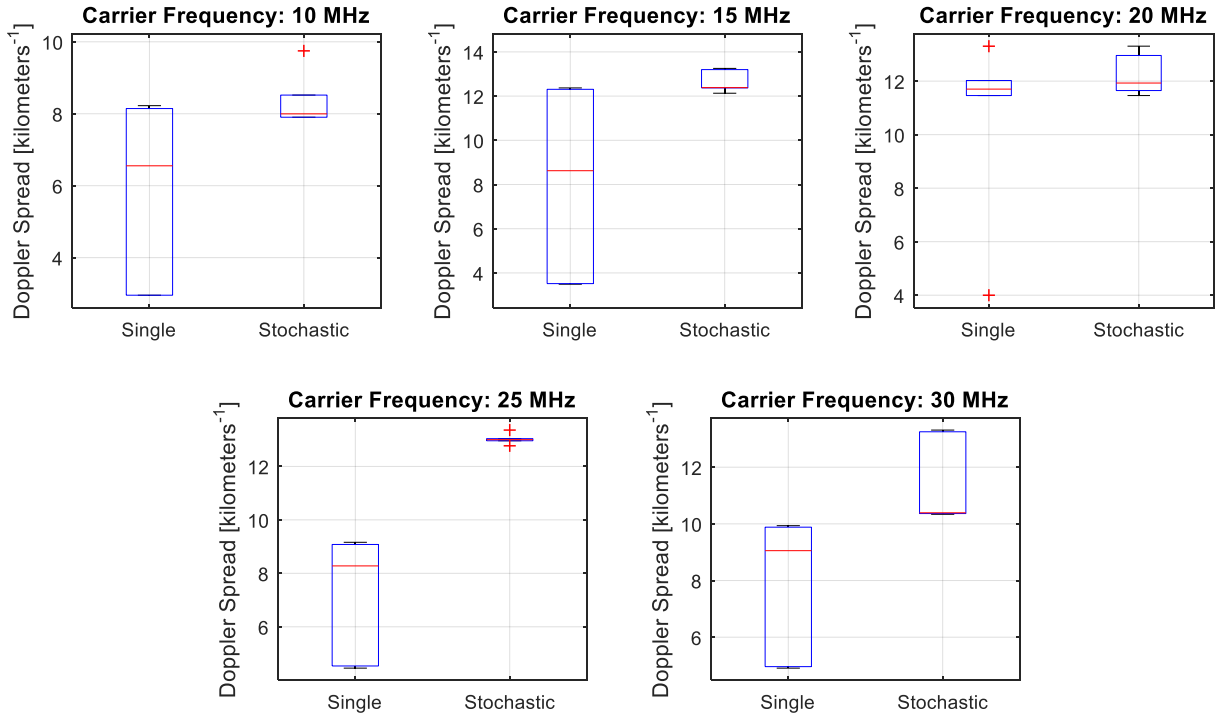 Carrier Frequency: 10 MHz
Doppler Spread [kilometers^-1]
10
8
6
4
Single
Stochastic
Carrier Frequency: 15 MHz
Doppler Spread [kilometers^-1]
14
12
10
8
6
4
Single
Stochastic
Carrier Frequency: 20 MHz
Doppler Spread [kilometers^-1]
12
10
8
6
4
Single
Stochastic
Carrier Frequency: 25 MHz
Doppler Spread [kilometers^-1]
12
10
8
6
Single
Stochastic
Carrier Frequency: 30 MHz
Doppler Spread [kilometers^-1]
12
10
8
6
Single
Stochastic